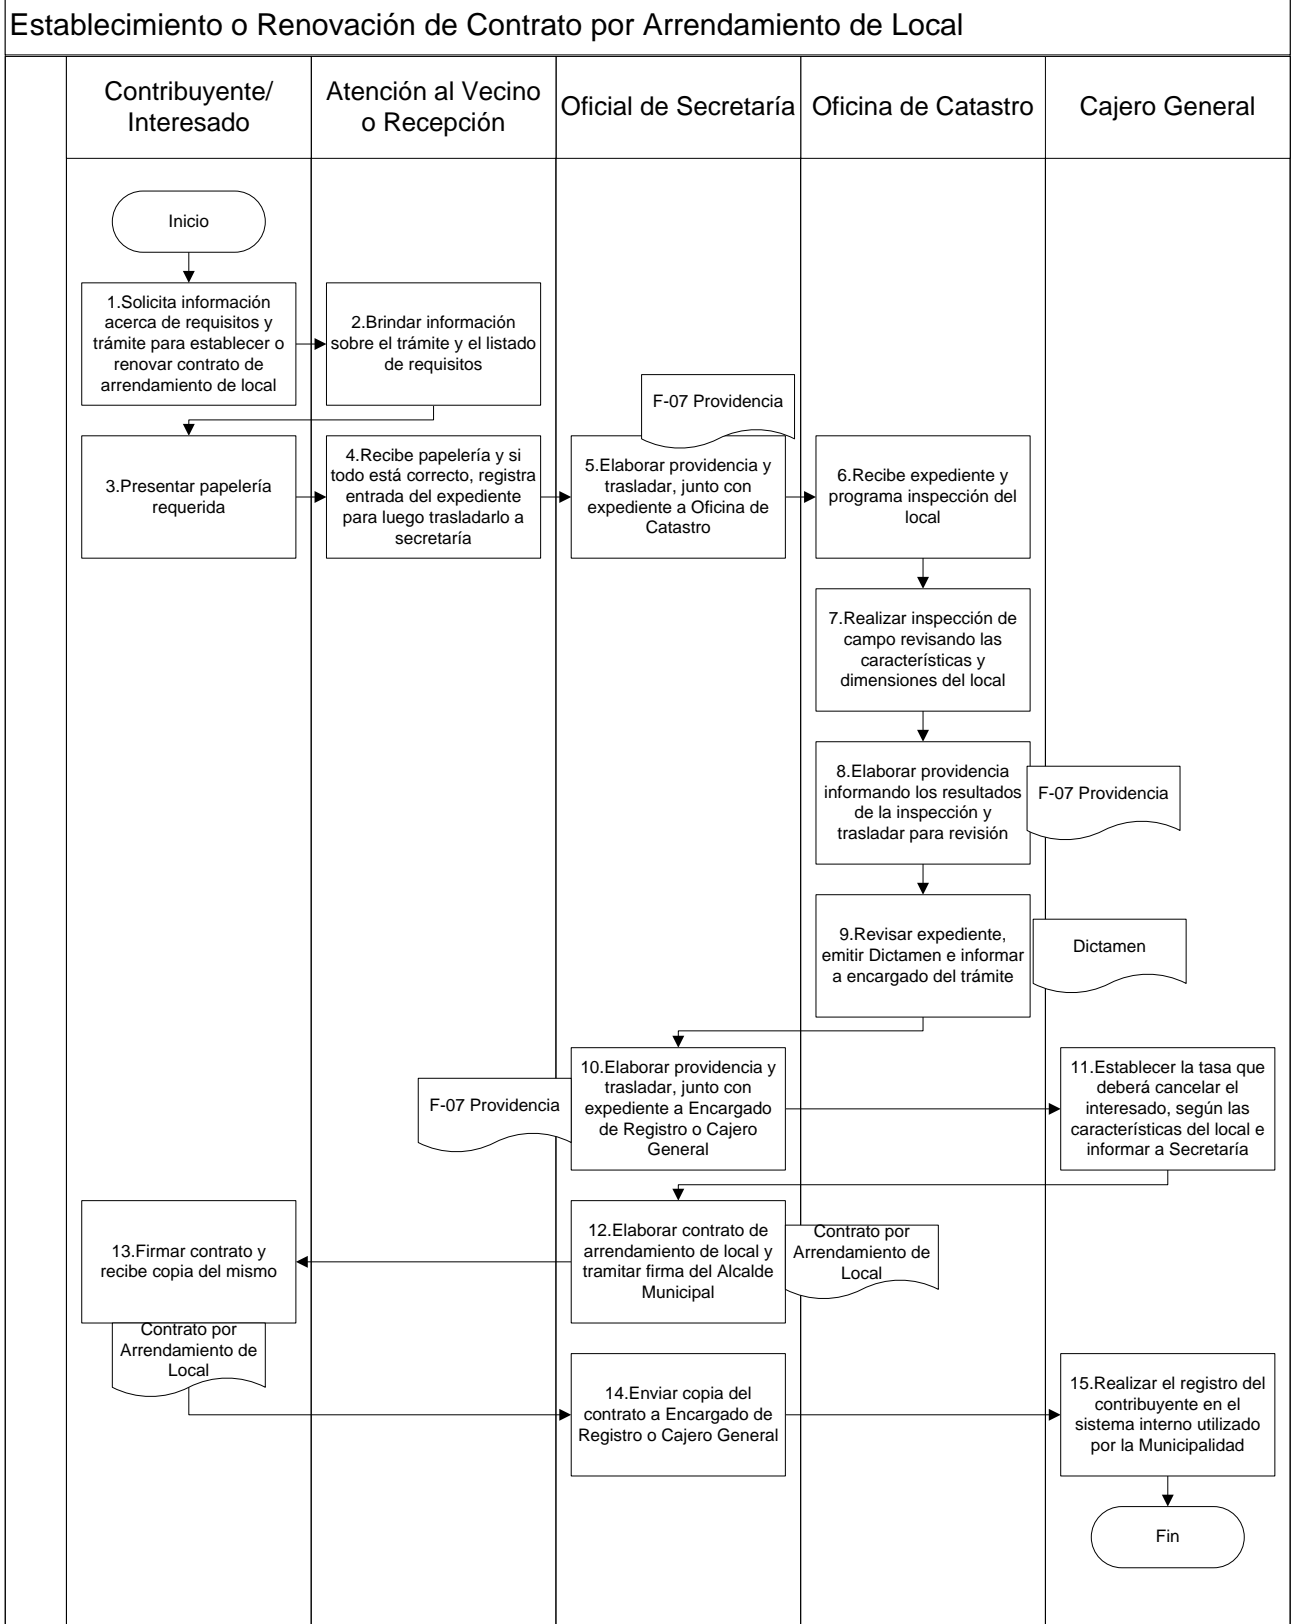 Establecimiento o Renovación de Contrato por Arrendamiento de Local
Contribuyente/
Interesado
Atención al Vecino
o Recepción
Oficial de Secretaría
Oficina de Catastro
Cajero General
Inicio
1.Solicita información
acerca de requisitos y
trámite para establecer o
renovar contrato de
arrendamiento de local
2.Brindar información
sobre el trámite y el listado
de requisitos
3.Presentar papelería
requerida
4.Recibe papelería y si
todo está correcto, registra
entrada del expediente
para luego trasladarlo a
secretaría
F-07 Providencia
5.Elaborar providencia y
trasladar, junto con
expediente a Oficina de
Catastro
6.Recibe expediente y
programa inspección del
local
7.Realizar inspección de
campo revisando las
características y
dimensiones del local
8.Elaborar providencia
informando los resultados
de la inspección y
trasladar para revisión
F-07 Providencia
9.Revisar expediente,
emitir Dictamen e informar
a encargado del trámite
Dictamen
F-07 Providencia
10.Elaborar providencia y
trasladar, junto con
expediente a Encargado
de Registro o Cajero
General
11.Establecer la tasa que
deberá cancelar el
interesado, según las
características del local e
informar a Secretaría
12.Elaborar contrato de
arrendamiento de local y
tramitar firma del Alcalde
Municipal
Contrato por
Arrendamiento de
Local
13.Firmar contrato y
recibe copia del mismo
Contrato por
Arrendamiento de
Local
14.Enviar copia del
contrato a Encargado de
Registro o Cajero General
15.Realizar el registro del
contribuyente en el
sistema interno utilizado
por la Municipalidad
Fin